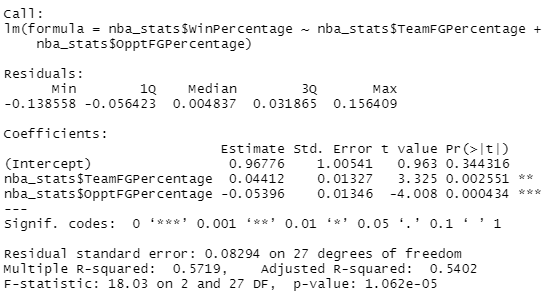 Call:
lm(formula = nba_stats$WinPercentage ~ nba_stats$TeamFGPercentage +
    nba_stats$OpptFGPercentage)

Residuals:
      Min        1Q    Median        3Q       Max
-0.138558 -0.056423  0.004837  0.031865  0.156409

Coefficients:
                           Estimate Std. Error t value Pr(>|t|)
(Intercept)                 0.96776    1.00541   0.963 0.344316
nba_stats$TeamFGPercentage  0.04412    0.01327   3.325 0.002551 **
nba_stats$OpptFGPercentage -0.05396    0.01346  -4.008 0.000434 ***
---
Signif. codes:  0 ‘***’ 0.001 ‘**’ 0.01 ‘*’ 0.05 ‘.’ 0.1 ‘ ’ 1

Residual standard error: 0.08294 on 27 degrees of freedom
Multiple R-squared:  0.5719,    Adjusted R-squared:  0.5402
F-statistic: 18.03 on 2 and 27 DF,  p-value: 1.062e-05